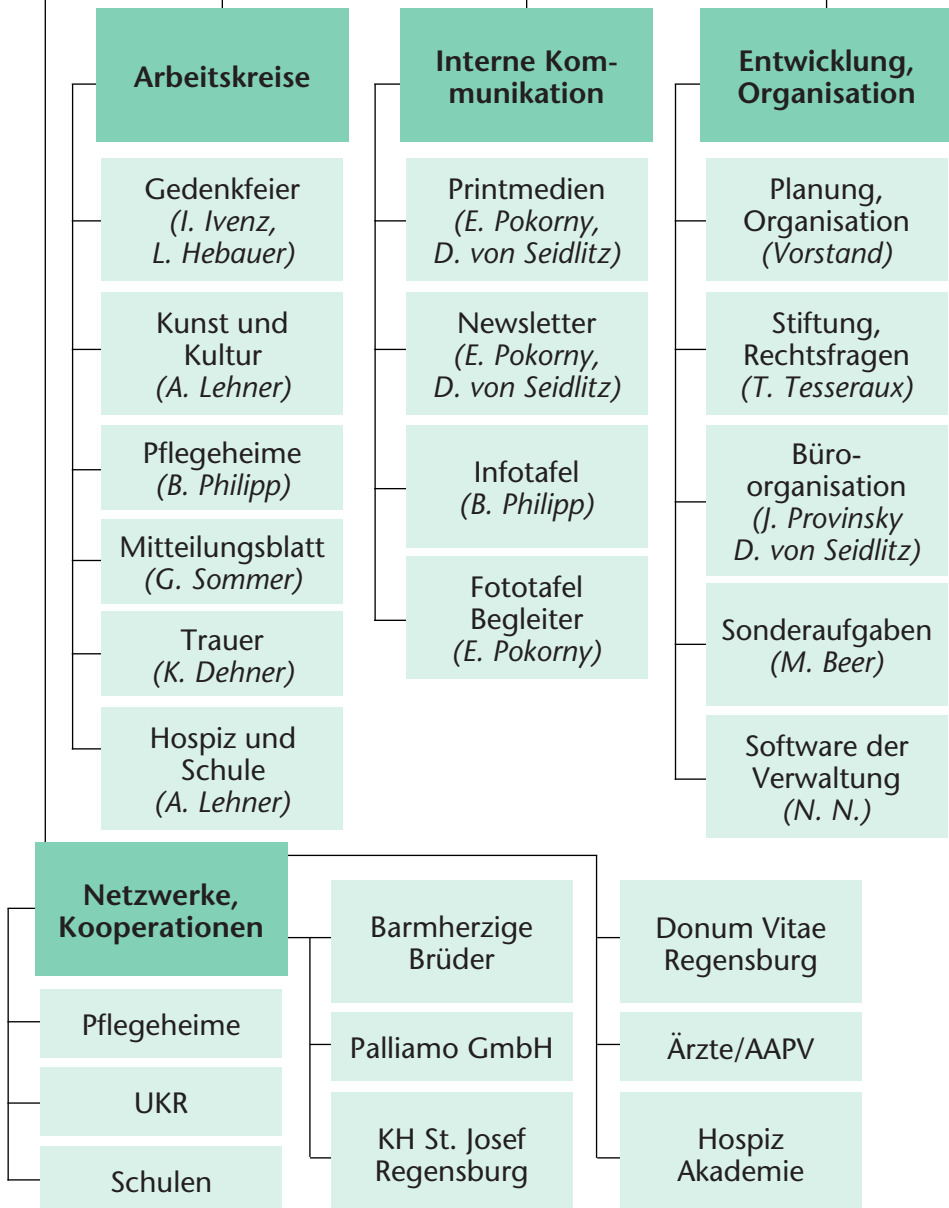 Arbeitskreise
Gedenkfeier
(I. Ivenz,
L. Hebauer)
Kunst und
Kultur
(A. Lehner)
Pflegeheime
(B. Philipp)
Mitteilungsblatt
(G. Sommer)
Trauer
(K. Dehner)
Hospiz und
Schule
(A. Lehner)
Interne Kom-
munikation
Printmedien
(E. Pokorny,
D. von Seidlitz)
Newsletter
(E. Pokorny,
D. von Seidlitz)
Infotafel
(B. Philipp)
Fototafel
Begleiter
(E. Pokorny)
Entwicklung,
Organisation
Planung,
Organisation
(Vorstand)
Stiftung,
Rechtsfragen
(T. Tesseraux)
Büro-
organisation
(J. Provinsky
D. von Seidlitz)
Sonderaufgaben
(M. Beer)
Software der
Verwaltung
(N. N.)
Netzwerke,
Kooperationen
Pflegeheime
UKR
Schulen
Barmherzige
Brüder
Palliamo GmbH
KH St. Josef
Regensburg
Donum Vitae
Regensburg
Ärzte/AAPV
Hospiz
Akademie